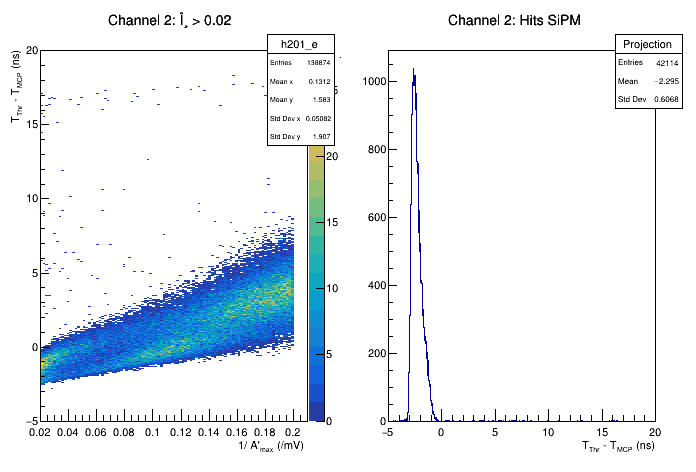 Channel 2: Î¸ > 0.02
h201_e
Entries 138874
Mean x 0.1312
Mean y 1.583
Std Dev x 0.05082
Std Dev y 1.907
T_Thr - T_MCP (ns)
20
15
10
5
0
−5
0.02 0.04 0.06 0.08 0.1 0.12 0.14 0.16 0.18 0.2
1/ A'_max (/mV)
5
20
15
10
5
0
Channel 2: Hits SiPM
Projection
Entries 42114
Mean −2.295
Std Dev 0.6068
1000
800
600
400
200
0
−5 0 5 10 15 20
T_Thr - T_MCP (ns)